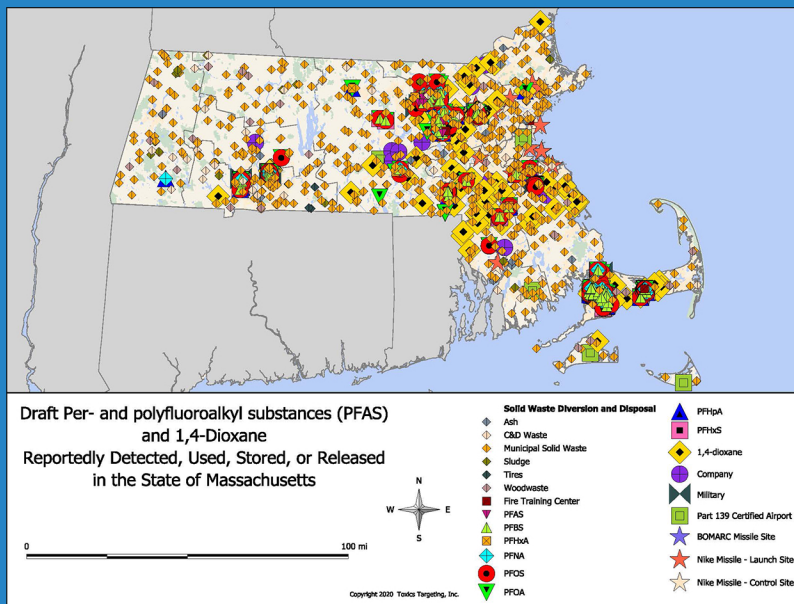 Draft Per- and polyfluoroalkyl substances (PFAS)
and 1,4-Dioxane
Reportedly Detected, Used, Stored, or Released
in the State of Massachusetts
N
W
E
S
0
100 mi
Copyright 2020 Toxics Targeting, Inc.
Solid Waste Diversion and Disposal
Ash
C&D Waste
Municipal Solid Waste
Sludge
Tires
Woodwaste
Fire Training Center
PFAS
PFBS
PFHxA
PFNA
PFOS
PFOA
PFHpA
PFHxS
1,4-dioxane
Company
Military
Part 139 Certified Airport
BOMARC Missile Site
Nike Missile - Launch Site
Nike Missile - Control Site